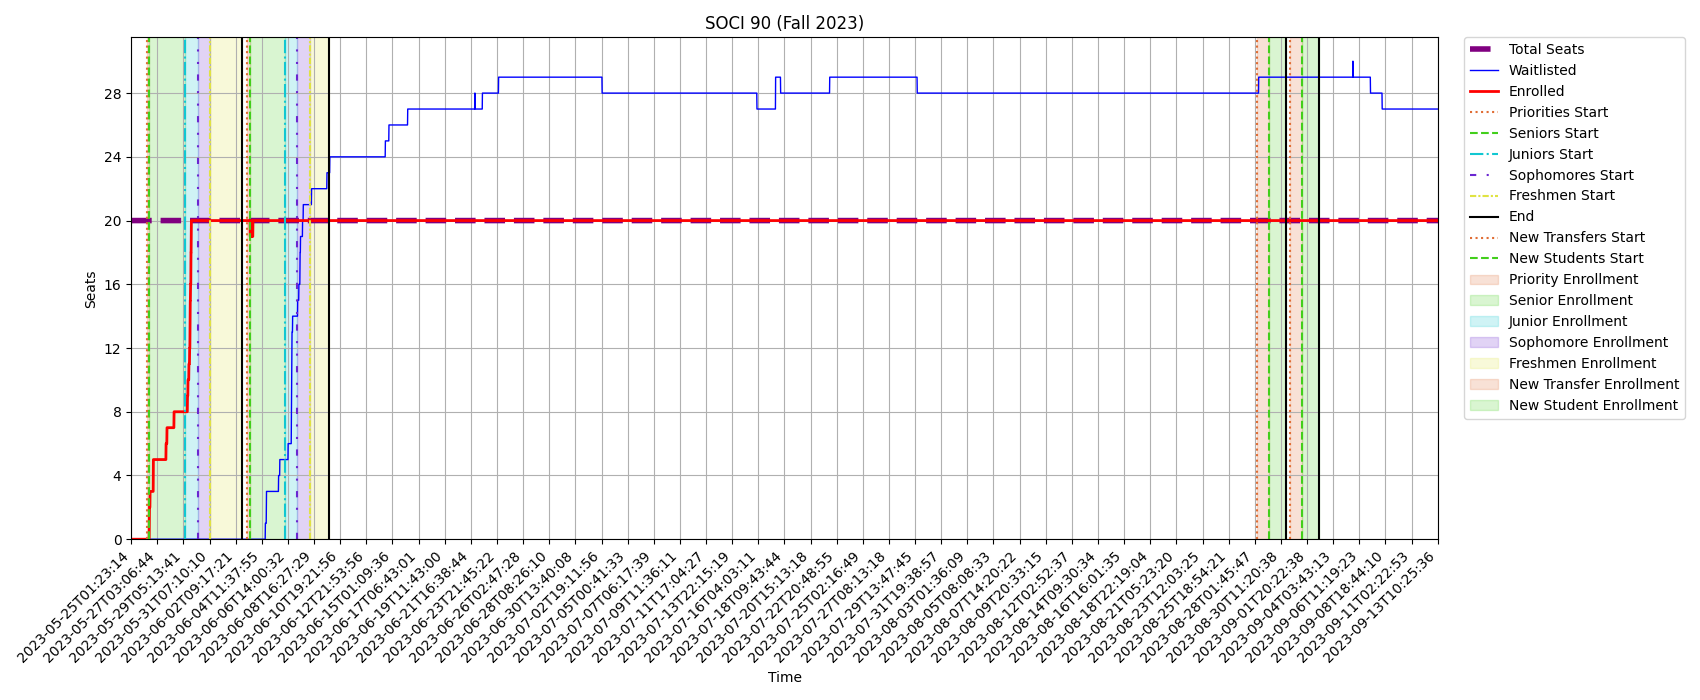 SOCI 90 (Fall 2023)
Seats
28
24
20
16
12
8
4
0
2023-05-25T01:23:14
2023-05-27T03:06:44
2023-05-29T05:13:41
2023-05-31T07:10:10
2023-06-02T09:17:23
2023-06-04T11:37:55
2023-06-06T14:00:32
2023-06-08T16:27:29
2023-06-10T19:21:56
2023-06-12T21:53:56
2023-06-15T01:09:36
2023-06-17T06:43:01
2023-06-19T11:43:00
2023-06-21T16:38:44
2023-06-23T21:45:22
2023-06-26T02:47:28
2023-06-28T08:26:10
2023-06-30T13:40:08
2023-07-02T19:11:56
2023-07-05T00:41:33
2023-07-07T06:17:39
2023-07-09T11:36:11
2023-07-11T17:04:27
2023-07-13T22:15:19
2023-07-16T04:03:11
2023-07-18T09:43:44
2023-07-20T15:13:18
2023-07-22T20:48:55
2023-07-25T02:16:49
2023-07-27T08:13:18
2023-07-29T13:47:45
2023-07-31T19:38:57
2023-08-03T01:36:09
2023-08-05T08:08:33
2023-08-07T14:20:22
2023-08-09T20:33:15
2023-08-12T02:52:37
2023-08-14T09:30:34
2023-08-16T16:01:35
2023-08-18T22:19:04
2023-08-21T05:23:20
2023-08-23T12:03:25
2023-08-25T18:54:21
2023-08-28T01:45:47
2023-08-30T11:20:38
2023-09-01T20:22:38
2023-09-04T03:43:13
2023-09-06T11:19:23
2023-09-08T18:44:10
2023-09-11T02:22:53
2023-09-13T10:25:36
Time
Total Seats
Waitlisted
Enrolled
Priorities Start
Seniors Start
Juniors Start
Sophomores Start
Freshmen Start
End
New Transfers Start
New Students Start
Priority Enrollment
Senior Enrollment
Junior Enrollment
Sophomore Enrollment
Freshmen Enrollment
New Transfer Enrollment
New Student Enrollment